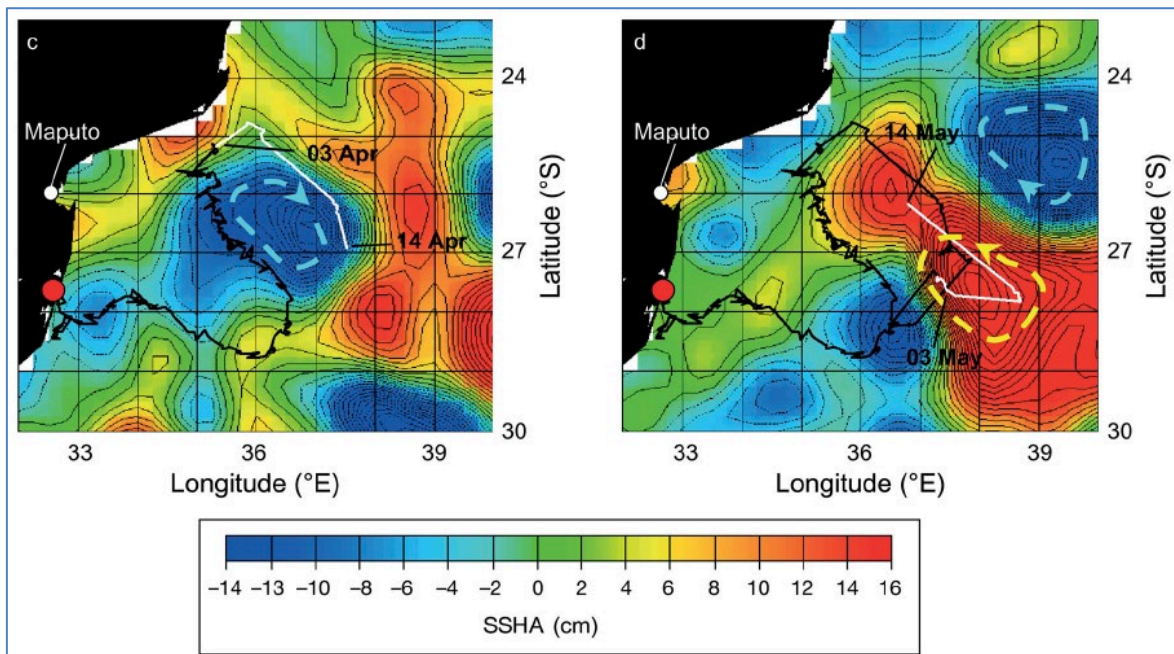 c
Maputo
03 Apr
14 Apr
24
27
30
Latitude (°S)
33 36 39
Longitude (°E)
d
Maputo
14 May
03 May
24
27
30
Latitude (°S)
33 36 39
Longitude (°E)
−14 −13 −10 −8 −6 −4 −2 0 2 4 6 8 10 12 14 16
SSHA (cm)